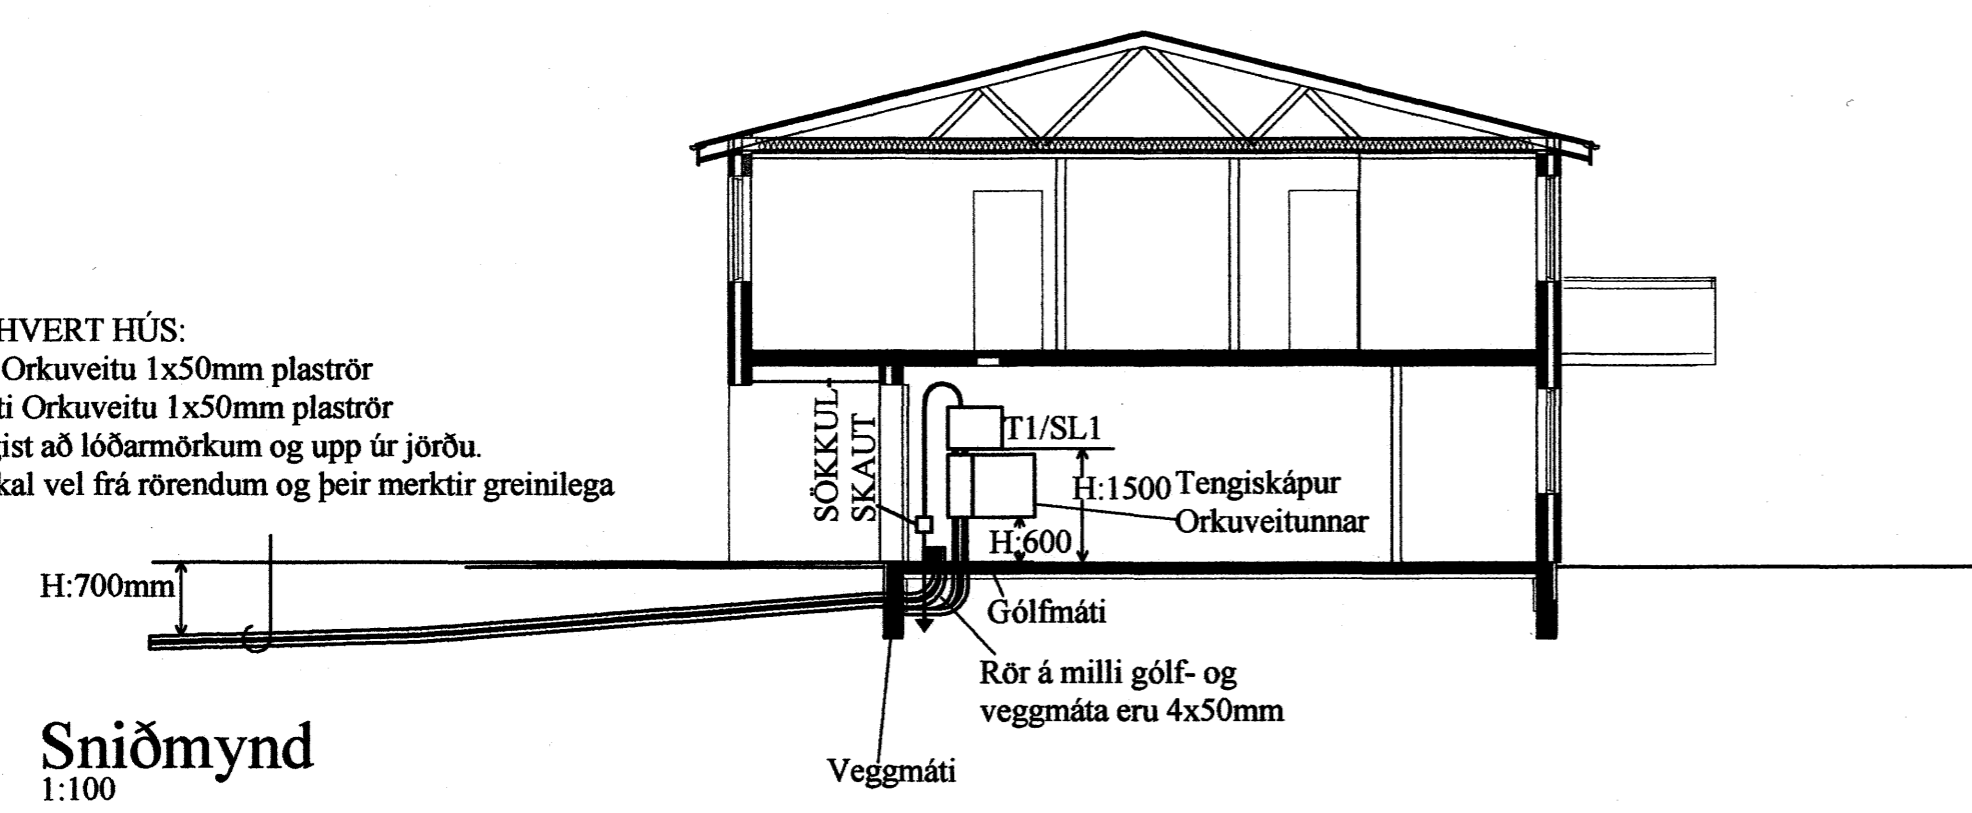 HVERT HÚS:
Orkuveitu 1x50mm plaströr
ti Orkuveitu 1x50mm plaströr
gist að lóðarmörkum og upp úr jörðu.
kal vel frá rörendum og þeir merktir greinilega
SÖKKUL-
SKAUT
T1/SL1
H:1500
Tengiskápur
Orkuveitunnar
H:600
H:700mm
Gólfmáti
Rör á milli gólf- og
veggmáta eru 4x50mm
Veggmáti
Sniðmynd
1:100